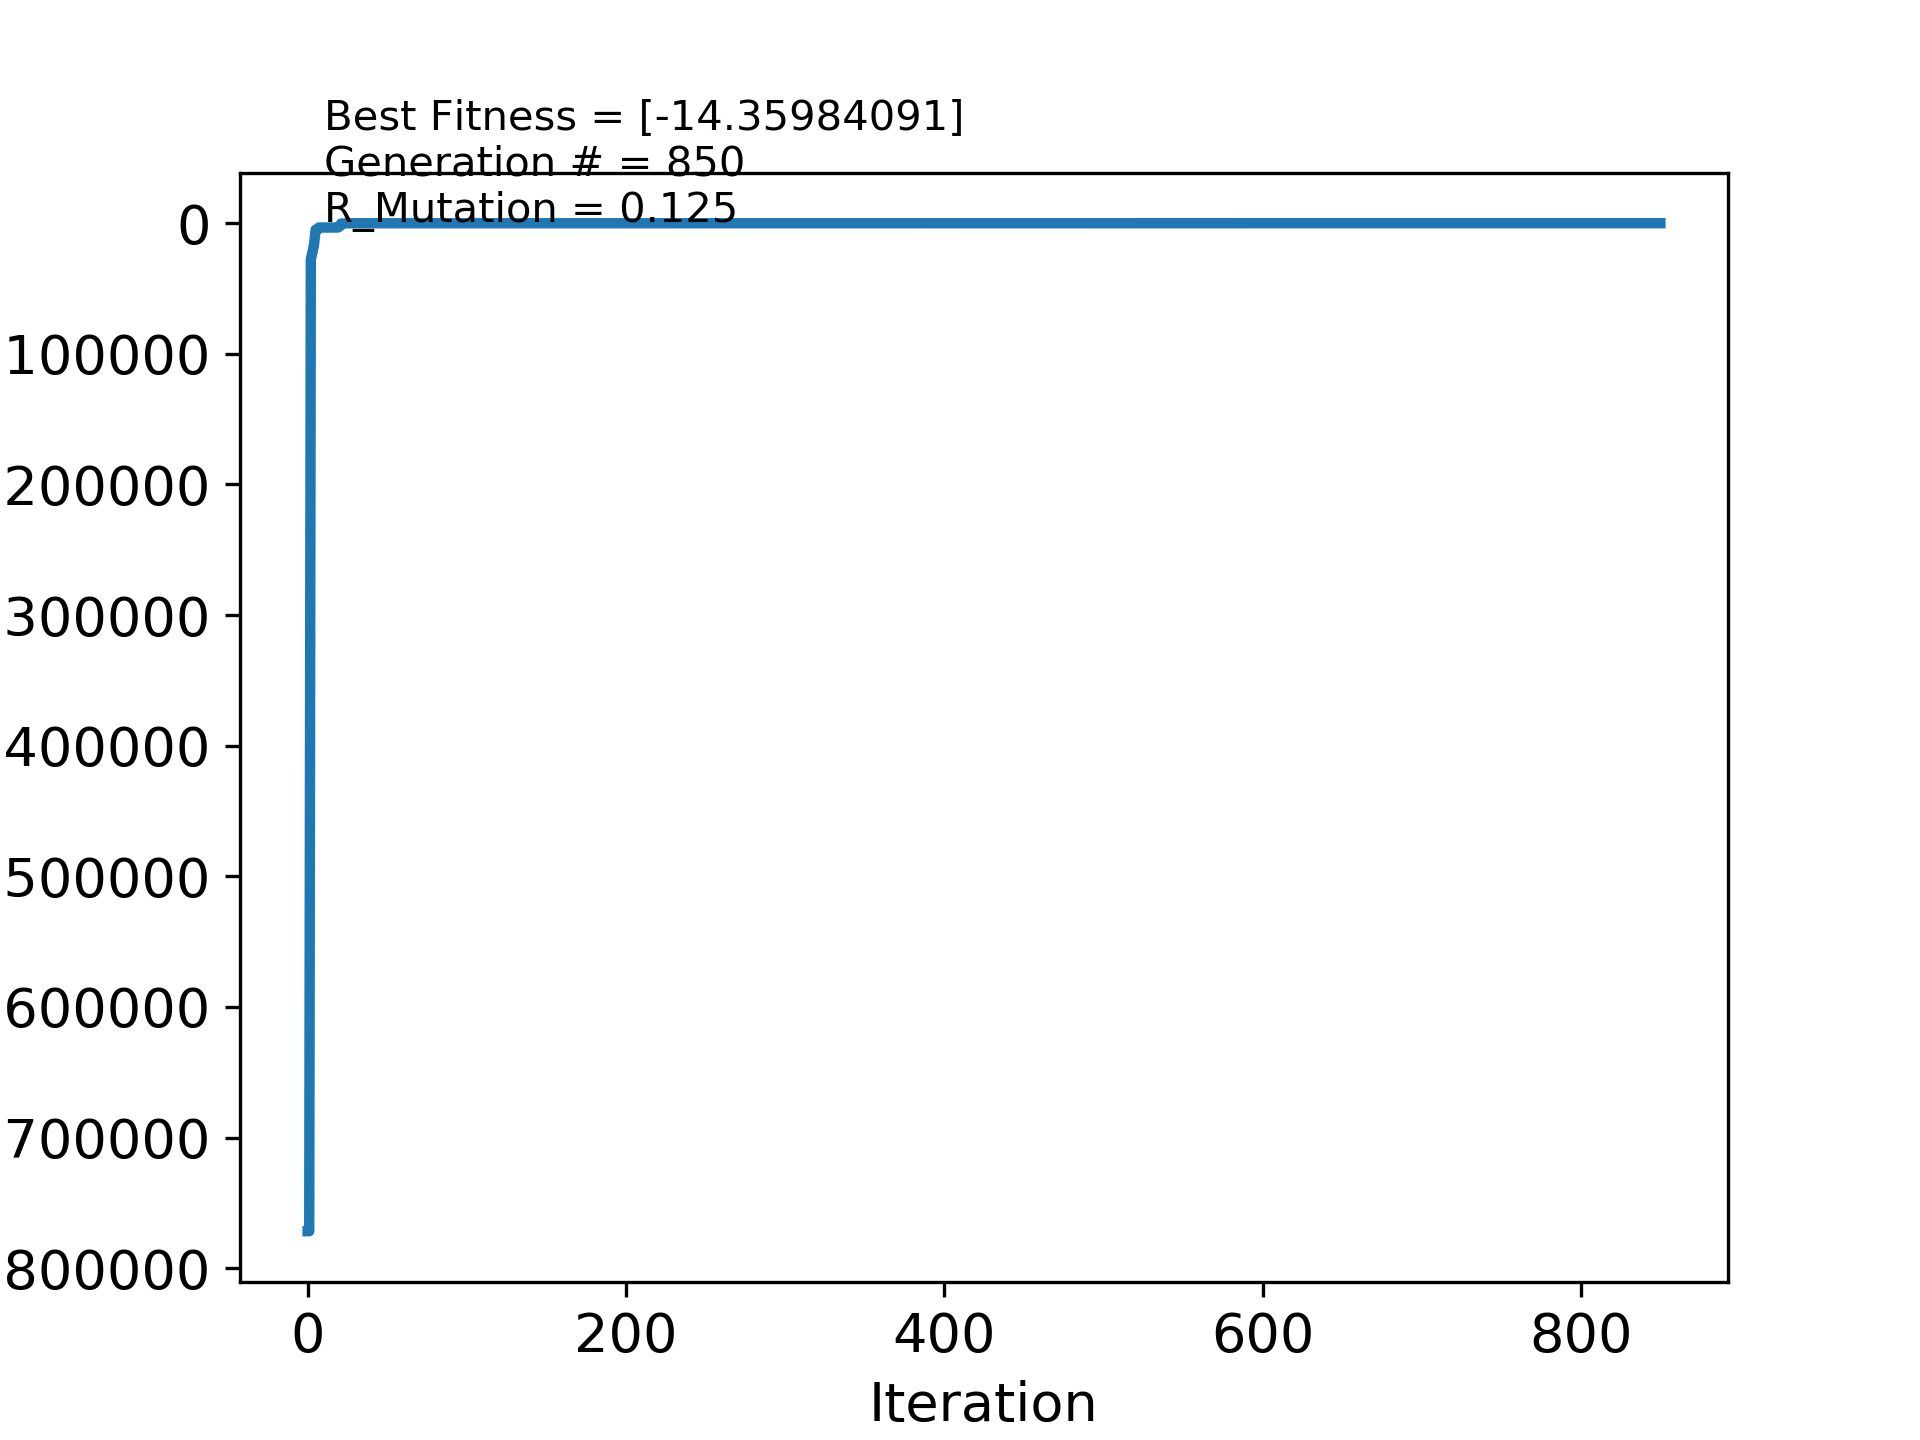 Best Fitness = [-14.35984091]
Generation # = 850
R_Mutation = 0.125
0
100000
200000
300000
400000
500000
600000
700000
800000
0 200 400 600 800
Iteration